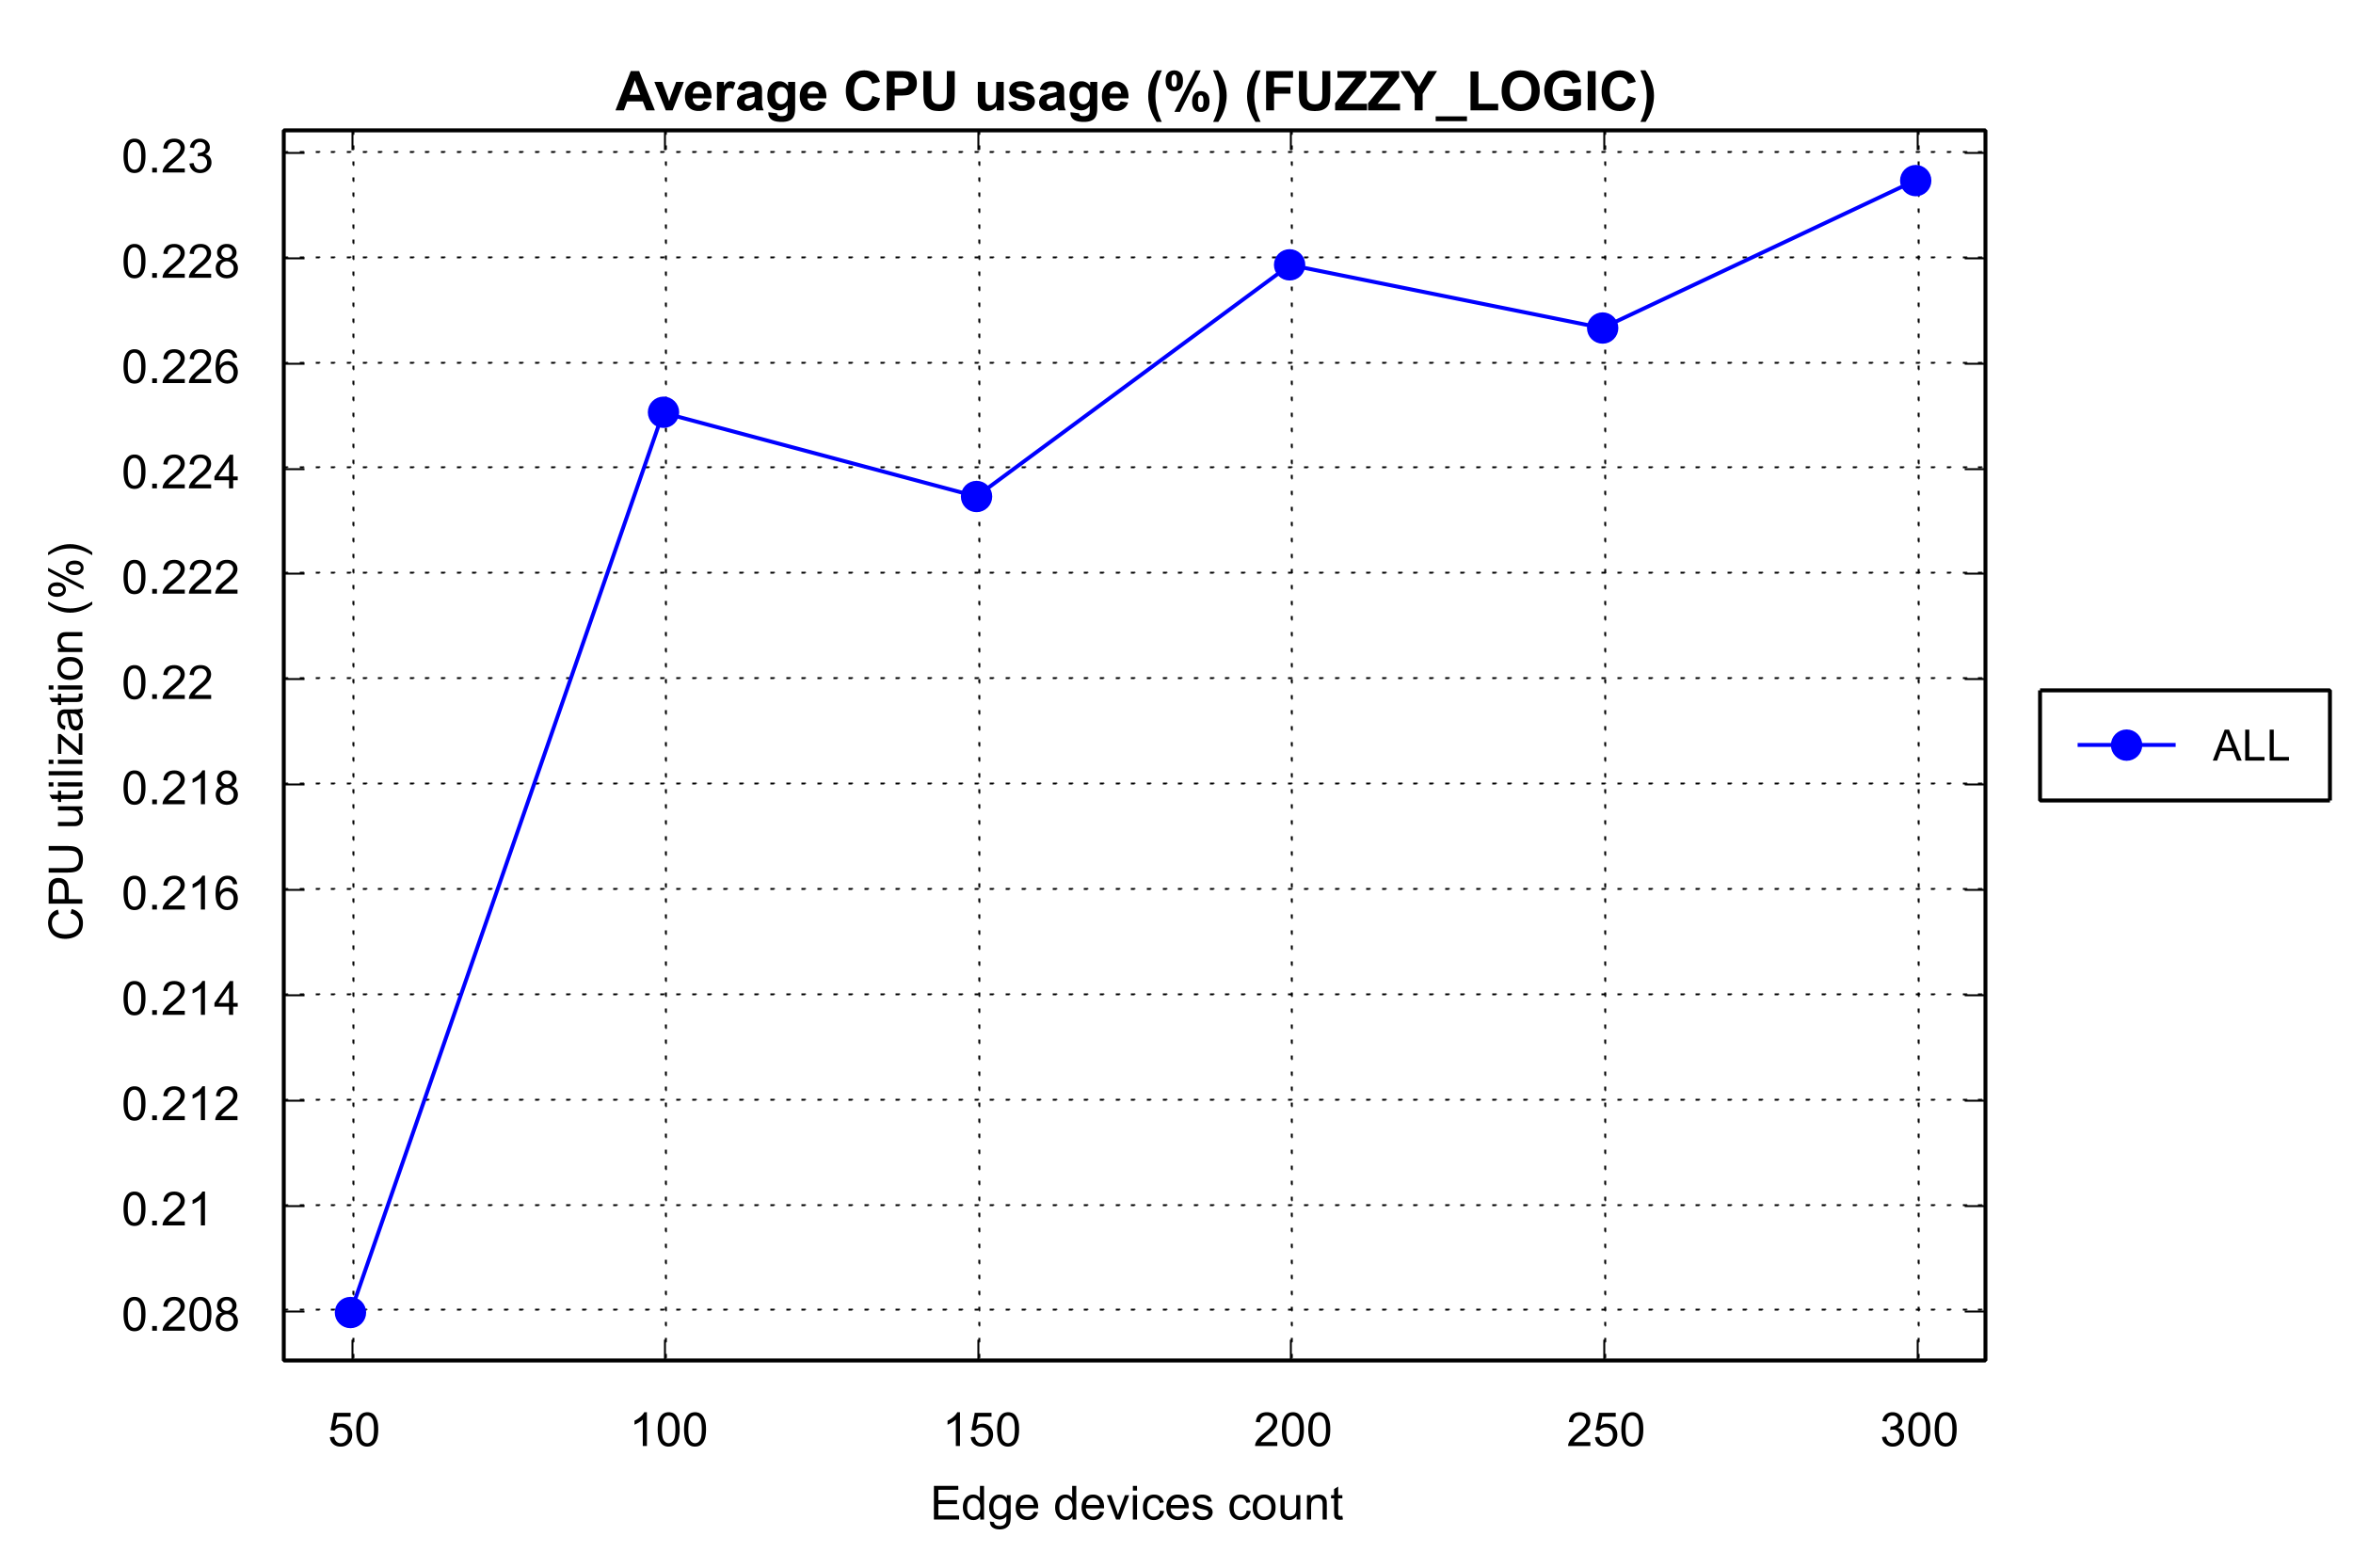 Average CPU usage (%) (FUZZY_LOGIC)
0.23
0.228
0.226
0.224
0.222
0.22
0.218
0.216
0.214
0.212
0.21
0.208
CPU utilization (%)
50 100 150 200 250 300
Edge devices count
ALL